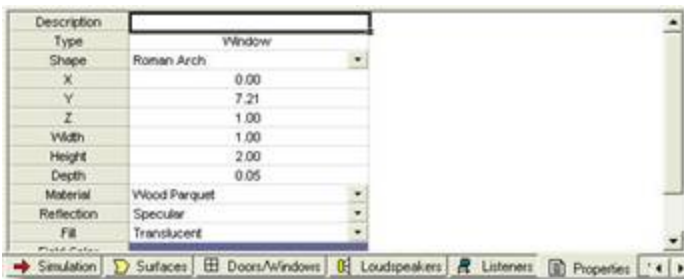 Description
Type Window
Shape Roman Arch
X 0.00
Y 7.21
Z 1.00
Width 1.00
Height 2.00
Depth 0.05
Material Wood Parquet
Reflection Specular
Fill Translucent
Simulation Surfaces Doors/Windows Loudspeakers Listeners Properties